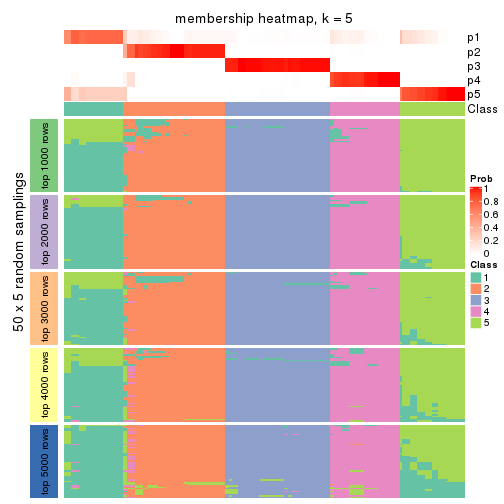 membership heatmap, k = 5
p1
p2
p3
p4
p5
Class
50 x 5 random samplings
top 1000 rows
top 2000 rows
top 3000 rows
top 4000 rows
top 5000 rows
Prob
1
0.8
0.6
0.4
0.2
0
Class
1
2
3
4
5